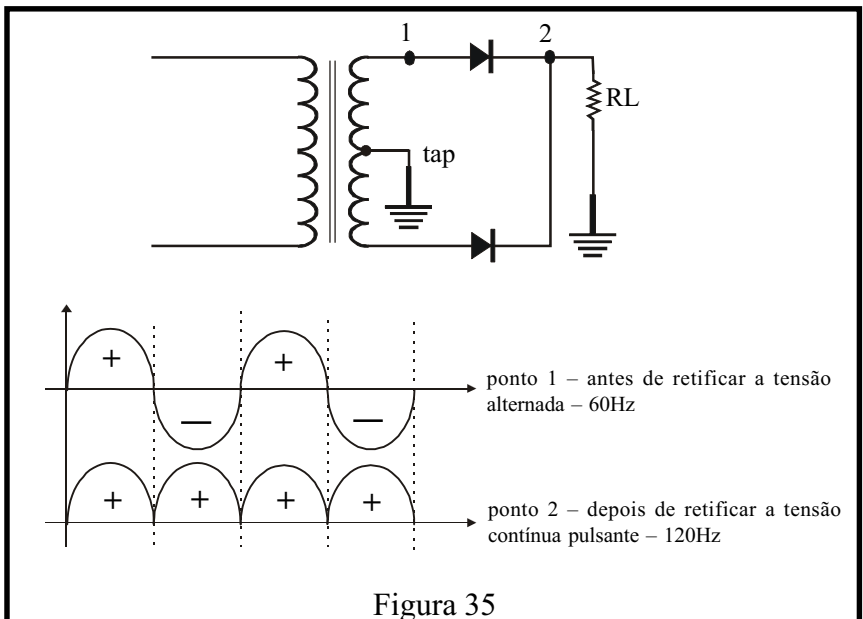 1
2
RL
tap
+
+
—
—
ponto 1 – antes de retificar a tensão
alternada – 60Hz
+
+
+
+
ponto 2 – depois de retificar a tensão
contínua pulsante – 120Hz
Figura 35